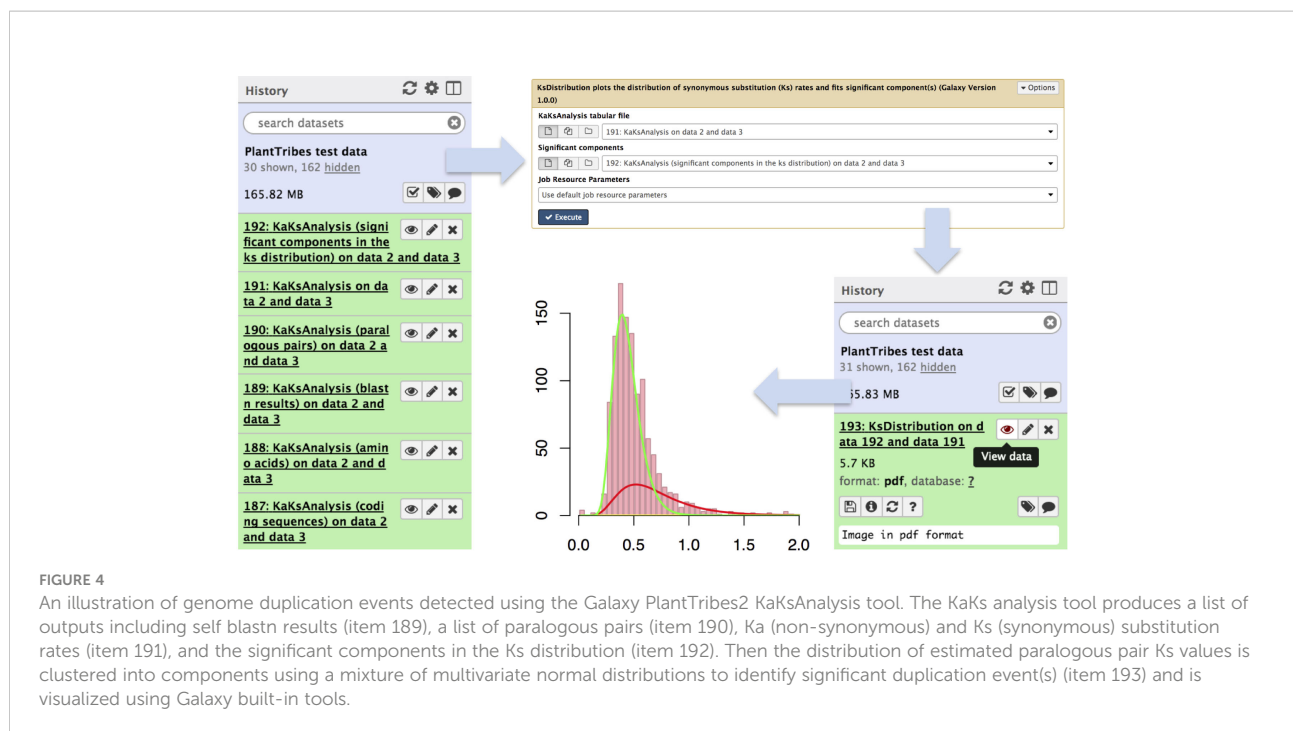 History
search datasets
PlantTribes test data
30 shown, 162 hidden
165.82 MB
192: KaKsAnalysis (signi
ficant components in the
ks distribution) on data 2 and data 3
191: KaKsAnalysis on da
ta 2 and data 3
190: KaKsAnalysis (paral
ogous pairs) on data 2 a
nd data 3
189: KaKsAnalysis (blast
n results) on data 2 and
data 3
188: KaKsAnalysis (amin
o acids) on data 2 and d
ata 3
187: KaKsAnalysis (codi
ng sequences) on data 2
and data 3
KsDistribution plots the distribution of synonymous substitution (Ks) rates and fits significant component(s) (Galaxy Version
1.0.0)
Options
KaKsAnalysis tabular file
191: KaKsAnalysis on data 2 and data 3
Significant components
192: KaKsAnalysis (significant components in the ks distribution) on data 2 and data 3
Job Resource Parameters
Use default job resource parameters
Execute
150
100
50
0
0.0 0.5 1.0 1.5 2.0
History
search datasets
PlantTribes test data
31 shown, 162 hidden
65.83 MB
193: KsDistribution on d
ata 192 and data 191
View data
5.7 KB
format: pdf, database: ?
?
Image in pdf format
FIGURE 4
An illustration of genome duplication events detected using the Galaxy PlantTribes2 KaKsAnalysis tool. The KaKs analysis tool produces a list of
outputs including self blastn results (item 189), a list of paralogous pairs (item 190), Ka (non-synonymous) and Ks (synonymous) substitution
rates (item 191), and the significant components in the Ks distribution (item 192). Then the distribution of estimated paralogous pair Ks values is
clustered into components using a mixture of multivariate normal distributions to identify significant duplication event(s) (item 193) and is
visualized using Galaxy built-in tools.